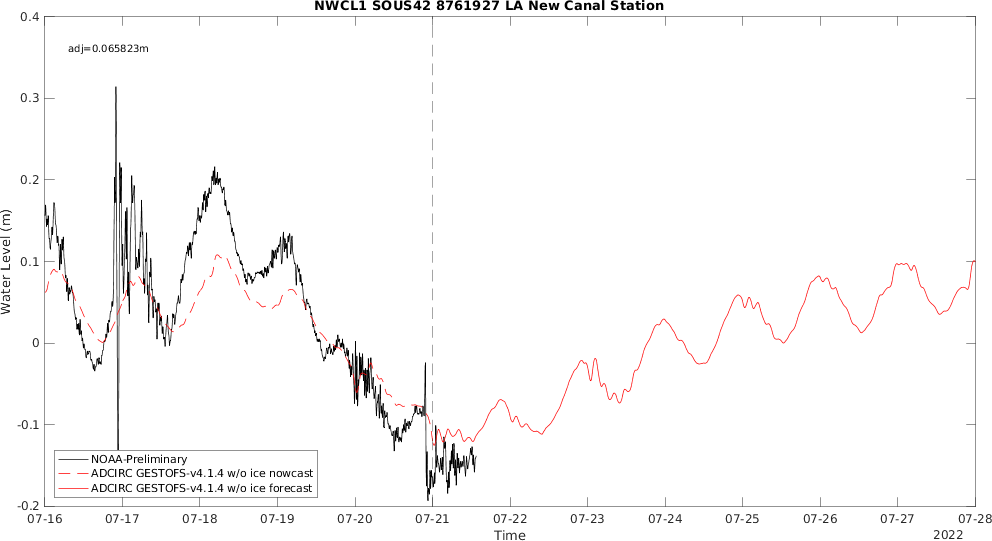 NWCL1 SOUS42 8761927 LA New Canal Station
0.4
adj=0.065823m
0.3
0.2
0.1
0
-0.1
-0.2
Water Level (m)
NOAA-Preliminary
ADCIRC GESTOFS-v4.1.4 w/o ice nowcast
ADCIRC GESTOFS-v4.1.4 w/o ice forecast
07-16 07-17 07-18 07-19 07-20 07-21 07-22 07-23 07-24 07-25 07-26 07-27 07-28
Time
2022